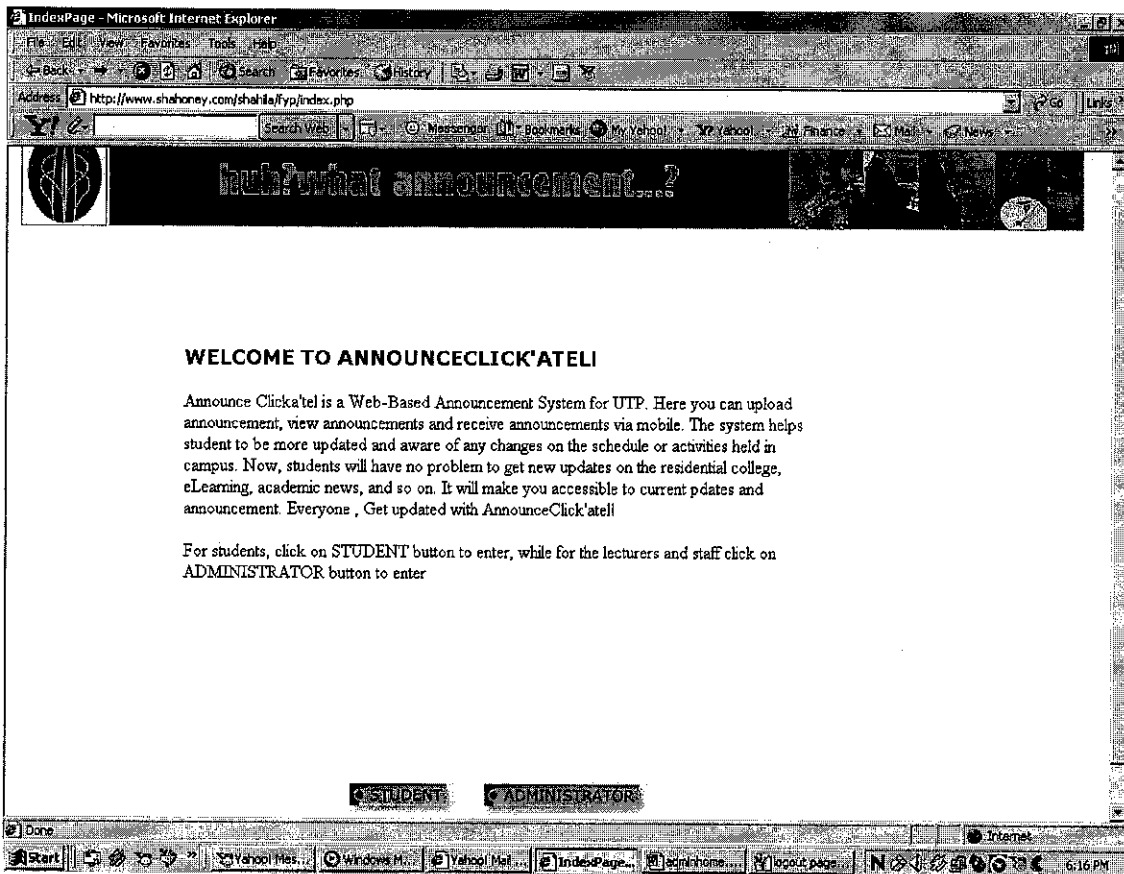 IndexPage - Microsoft Internet Explorer
File Edit View Favorites Tools Help
Back Search Favorites History
Address http://www.shahoney.com/shahila/fyp/index.php Go Links
Y! Search Web Messenger Bookmarks My Yahoo! Yahoo! Finance Mail News
huh?what announcement...?
WELCOME TO ANNOUNCECLICK'ATEL!
Announce Clicka'tel is a Web-Based Announcement System for UTP. Here you can upload
announcement, view announcements and receive announcements via mobile. The system helps
student to be more updated and aware of any changes on the schedule or activities held in
campus. Now, students will have no problem to get new updates on the residential college,
eLearning, academic news, and so on. It will make you accessible to current pdates and
announcement. Everyone , Get updated with AnnounceClick'atel!
For students, click on STUDENT button to enter, while for the lecturers and staff click on
ADMINISTRATOR button to enter
STUDENT ADMINISTRATOR
Done Internet
Start Yahoo! Mes... Windows M... Yahoo! Mail ... IndexPage... adminhome.... logout page... 6:16 PM